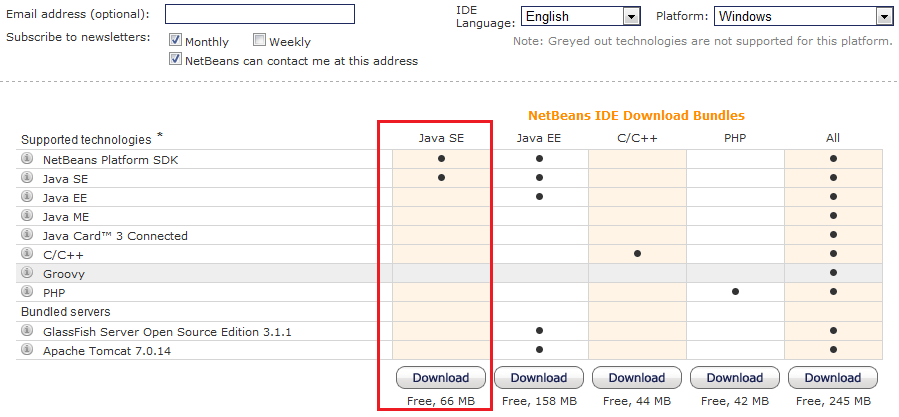 Email address (optional):
IDE Language: English Platform: Windows
Subscribe to newsletters: Monthly Weekly
Note: Greyed out technologies are not supported for this platform.
NetBeans can contact me at this address
NetBeans IDE Download Bundles
Supported technologies * Java SE Java EE C/C++ PHP All
NetBeans Platform SDK • • •
Java SE • • •
Java EE • •
Java ME •
Java Card™ 3 Connected •
C/C++ • •
Groovy •
PHP • •
Bundled servers
GlassFish Server Open Source Edition 3.1.1 • •
Apache Tomcat 7.0.14 • •
Download Download Download Download Download
Free, 66 MB Free, 158 MB Free, 44 MB Free, 42 MB Free, 245 MB